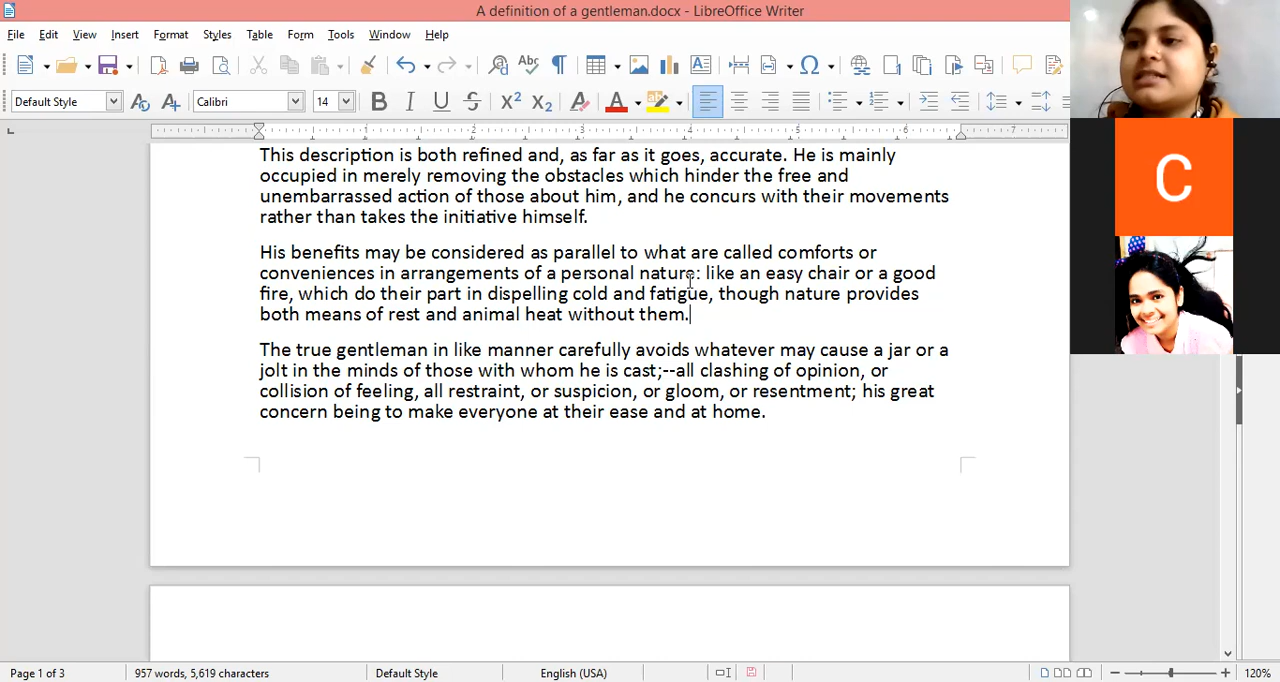 A definition of a gentleman.docx - LibreOffice Writer
File Edit View Insert Format Styles Table Form Tools Window Help
Default Style Calibri 14
This description is both refined and, as far as it goes, accurate. He is mainly
occupied in merely removing the obstacles which hinder the free and
unembarrassed action of those about him, and he concurs with their movements
rather than takes the initiative himself.
His benefits may beconsidered as parallel to what are called comforts or
conveniences in arrangements of a personal nature: like an easy chair or a good
fire, which do their part in dispelling cold and fatigue, though nature provides
both means of rest and animal heat without them.
The true gentleman in like manner carefully avoids whatever may cause a jar or a
jolt in the minds of those with whom he is cast;--all clashing of opinion, or
collision of feeling, all restraint, or suspicion, or gloom, or resentment; his great
concern being to make everyone at their ease and at home.
C
Page 1 of 3 957 words, 5,619 characters Default Style English (USA) 120%